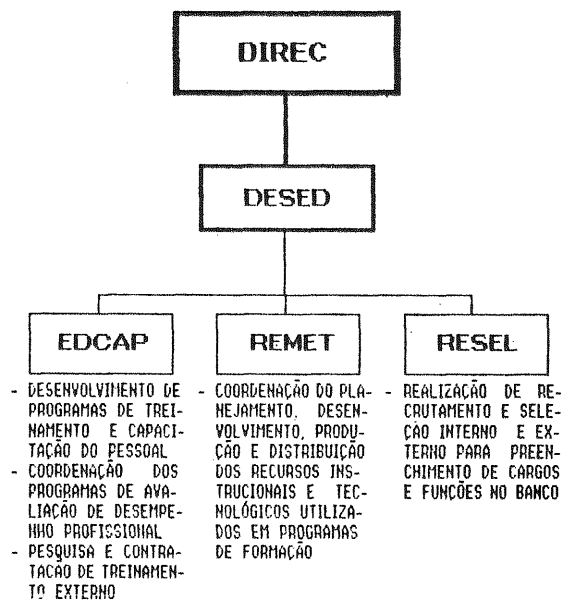 DIREC
DESED
EDCAP
- DESENVOLVIMENTO DE
PROGRAMAS DE TREI-
NAMENTO E CAPACI-
TAÇÃO DO PESSOAL
- COORDENAÇÃO DOS
PROGRAMAS DE AVA-
LIAÇÃO DE DESEMPE-
NHO PROFISSIONAL
- PESQUISA E CONTRA-
TACÃO DE TREINAMEN-
TO EXTERNO
REMET
- COORDENAÇÃO DO PLA-
NEJAMENTO, DESEN-
VOLVIMENTO, PRODU-
ÇÃO E DISTRIBUIÇÃO
DOS RECURSOS INS-
TRUCIONAIS E TEC-
NOLÓGICOS UTILIZA-
DOS EM PROGRAMAS
DE FORMAÇÃO
RESEL
- REALIZAÇÃO DE RE-
CRUTAMENTO E SELE-
ÇÃO INTERNO E EX-
TERNO PARA PREEN-
CHIMENTO DE CARGOS
E FUNÇÕES NO BANCO